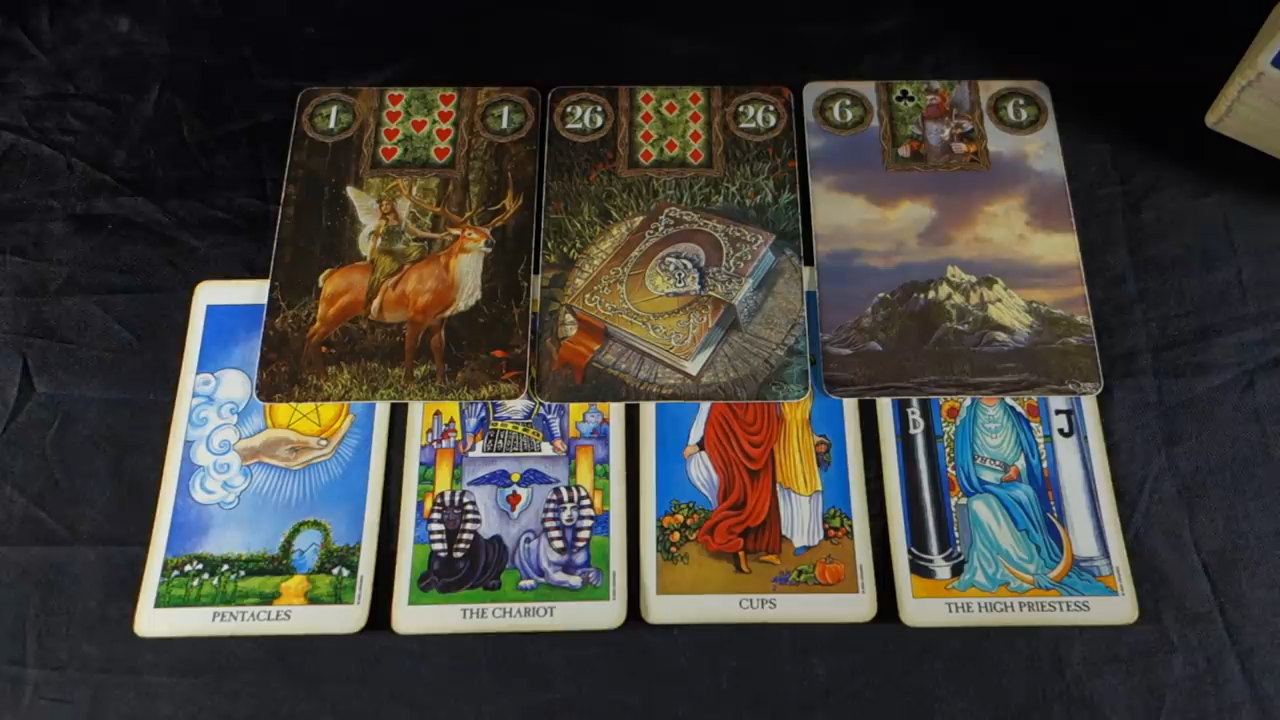 1 1
26 26
6 6
B J
PENTACLES
THE CHARIOT
CUPS
THE HIGH PRIESTESS